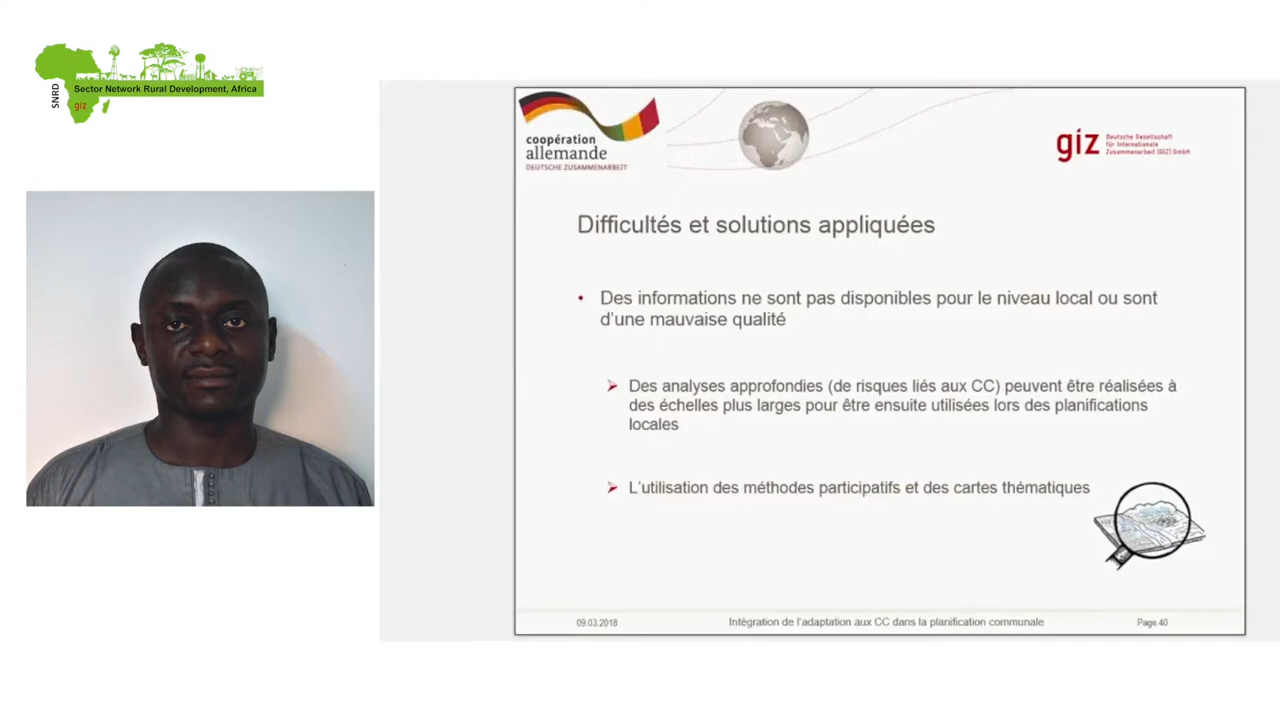 SNRD
Sector Network Rural Development, Africa
giz
coopération
allemande
DEUTSCHE ZUSAMMENARBEIT
giz
Deutsche Gesellschaft
für Internationale
Zusammenarbeit (GIZ) GmbH
Difficultés et solutions appliquées
• Des informations ne sont pas disponibles pour le niveau local ou sont
d'une mauvaise qualité
➢ Des analyses approfondies (de risques liés aux CC) peuvent être réalisées à
des échelles plus larges pour être ensuite utilisées lors des planifications
locales
➢ L'utilisation des méthodes participatifs et des cartes thématiques
09.03.2018
Intégration de l'adaptation aux CC dans la planification communale
Page 40